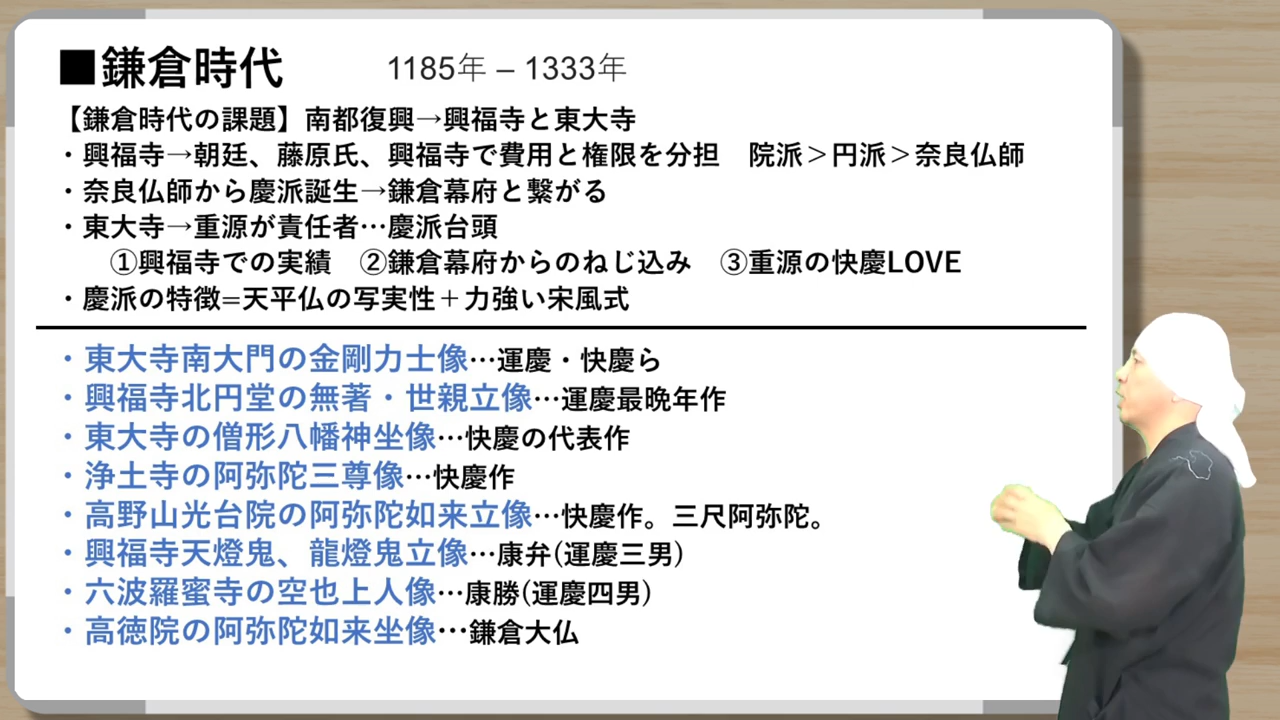 ■鎌倉時代 1185年 – 1333年
【鎌倉時代の課題】南都復興→興福寺と東大寺
・興福寺→朝廷、藤原氏、興福寺で費用と権限を分担 院派＞円派＞奈良仏師
・奈良仏師から慶派誕生→鎌倉幕府と繋がる
・東大寺→重源が責任者…慶派台頭
①興福寺での実績 ②鎌倉幕府からのねじ込み ③重源の快慶LOVE
・慶派の特徴=天平仏の写実性＋力強い宋風式
・東大寺南大門の金剛力士像…運慶・快慶ら
・興福寺北円堂の無著・世親立像…運慶最晩年作
・東大寺の僧形八幡神坐像…快慶の代表作
・浄土寺の阿弥陀三尊像…快慶作
・高野山光台院の阿弥陀如来立像…快慶作。三尺阿弥陀。
・興福寺天燈鬼、龍燈鬼立像…康弁(運慶三男)
・六波羅蜜寺の空也上人像…康勝(運慶四男)
・高徳院の阿弥陀如来坐像…鎌倉大仏